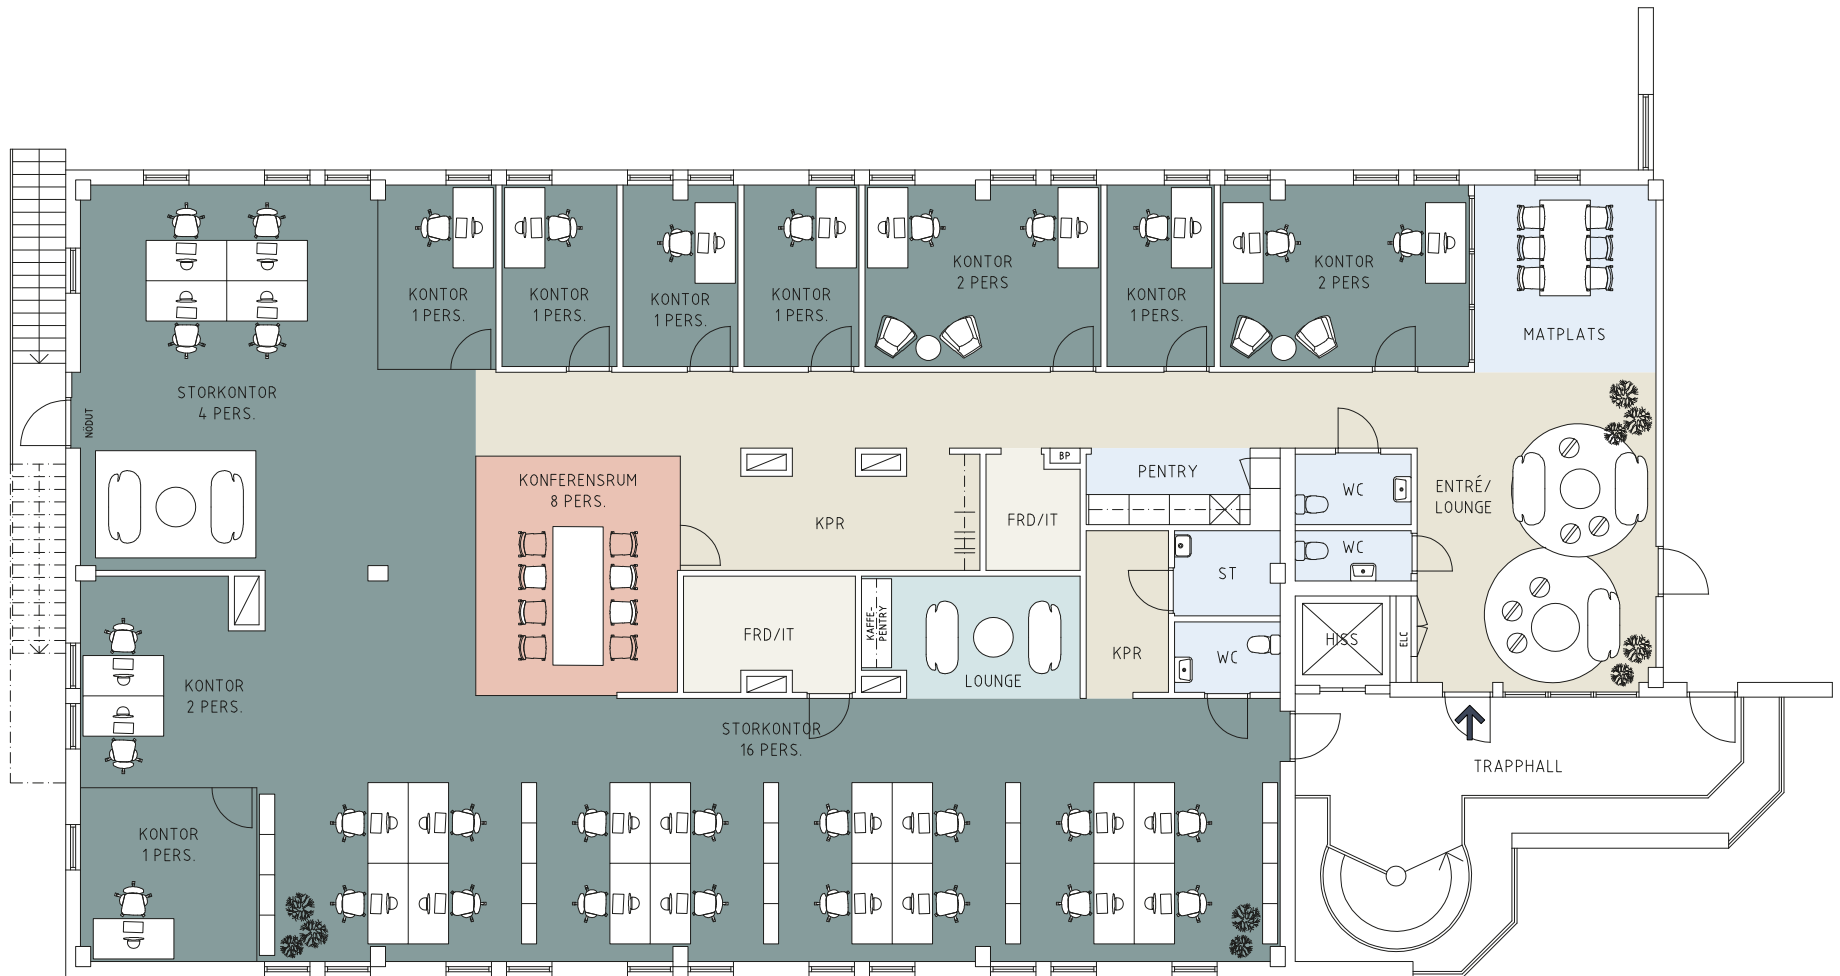 KONTOR
1 PERS.
KONTOR
1 PERS.
KONTOR
1 PERS.
KONTOR
1 PERS.
KONTOR
2 PERS
KONTOR
1 PERS.
KONTOR
2 PERS
MATPLATS
STORKONTOR
4 PERS.
NÖDUT
KONFERENSRUM
8 PERS.
KPR
BP
FRD/IT
PENTRY
WC
ENTRÉ/
LOUNGE
WC
ST
FRD/IT
KAFFE-
PENTRY
LOUNGE
KPR
WC
HISS
ELC
KONTOR
2 PERS.
STORKONTOR
16 PERS.
TRAPPHALL
KONTOR
1 PERS.